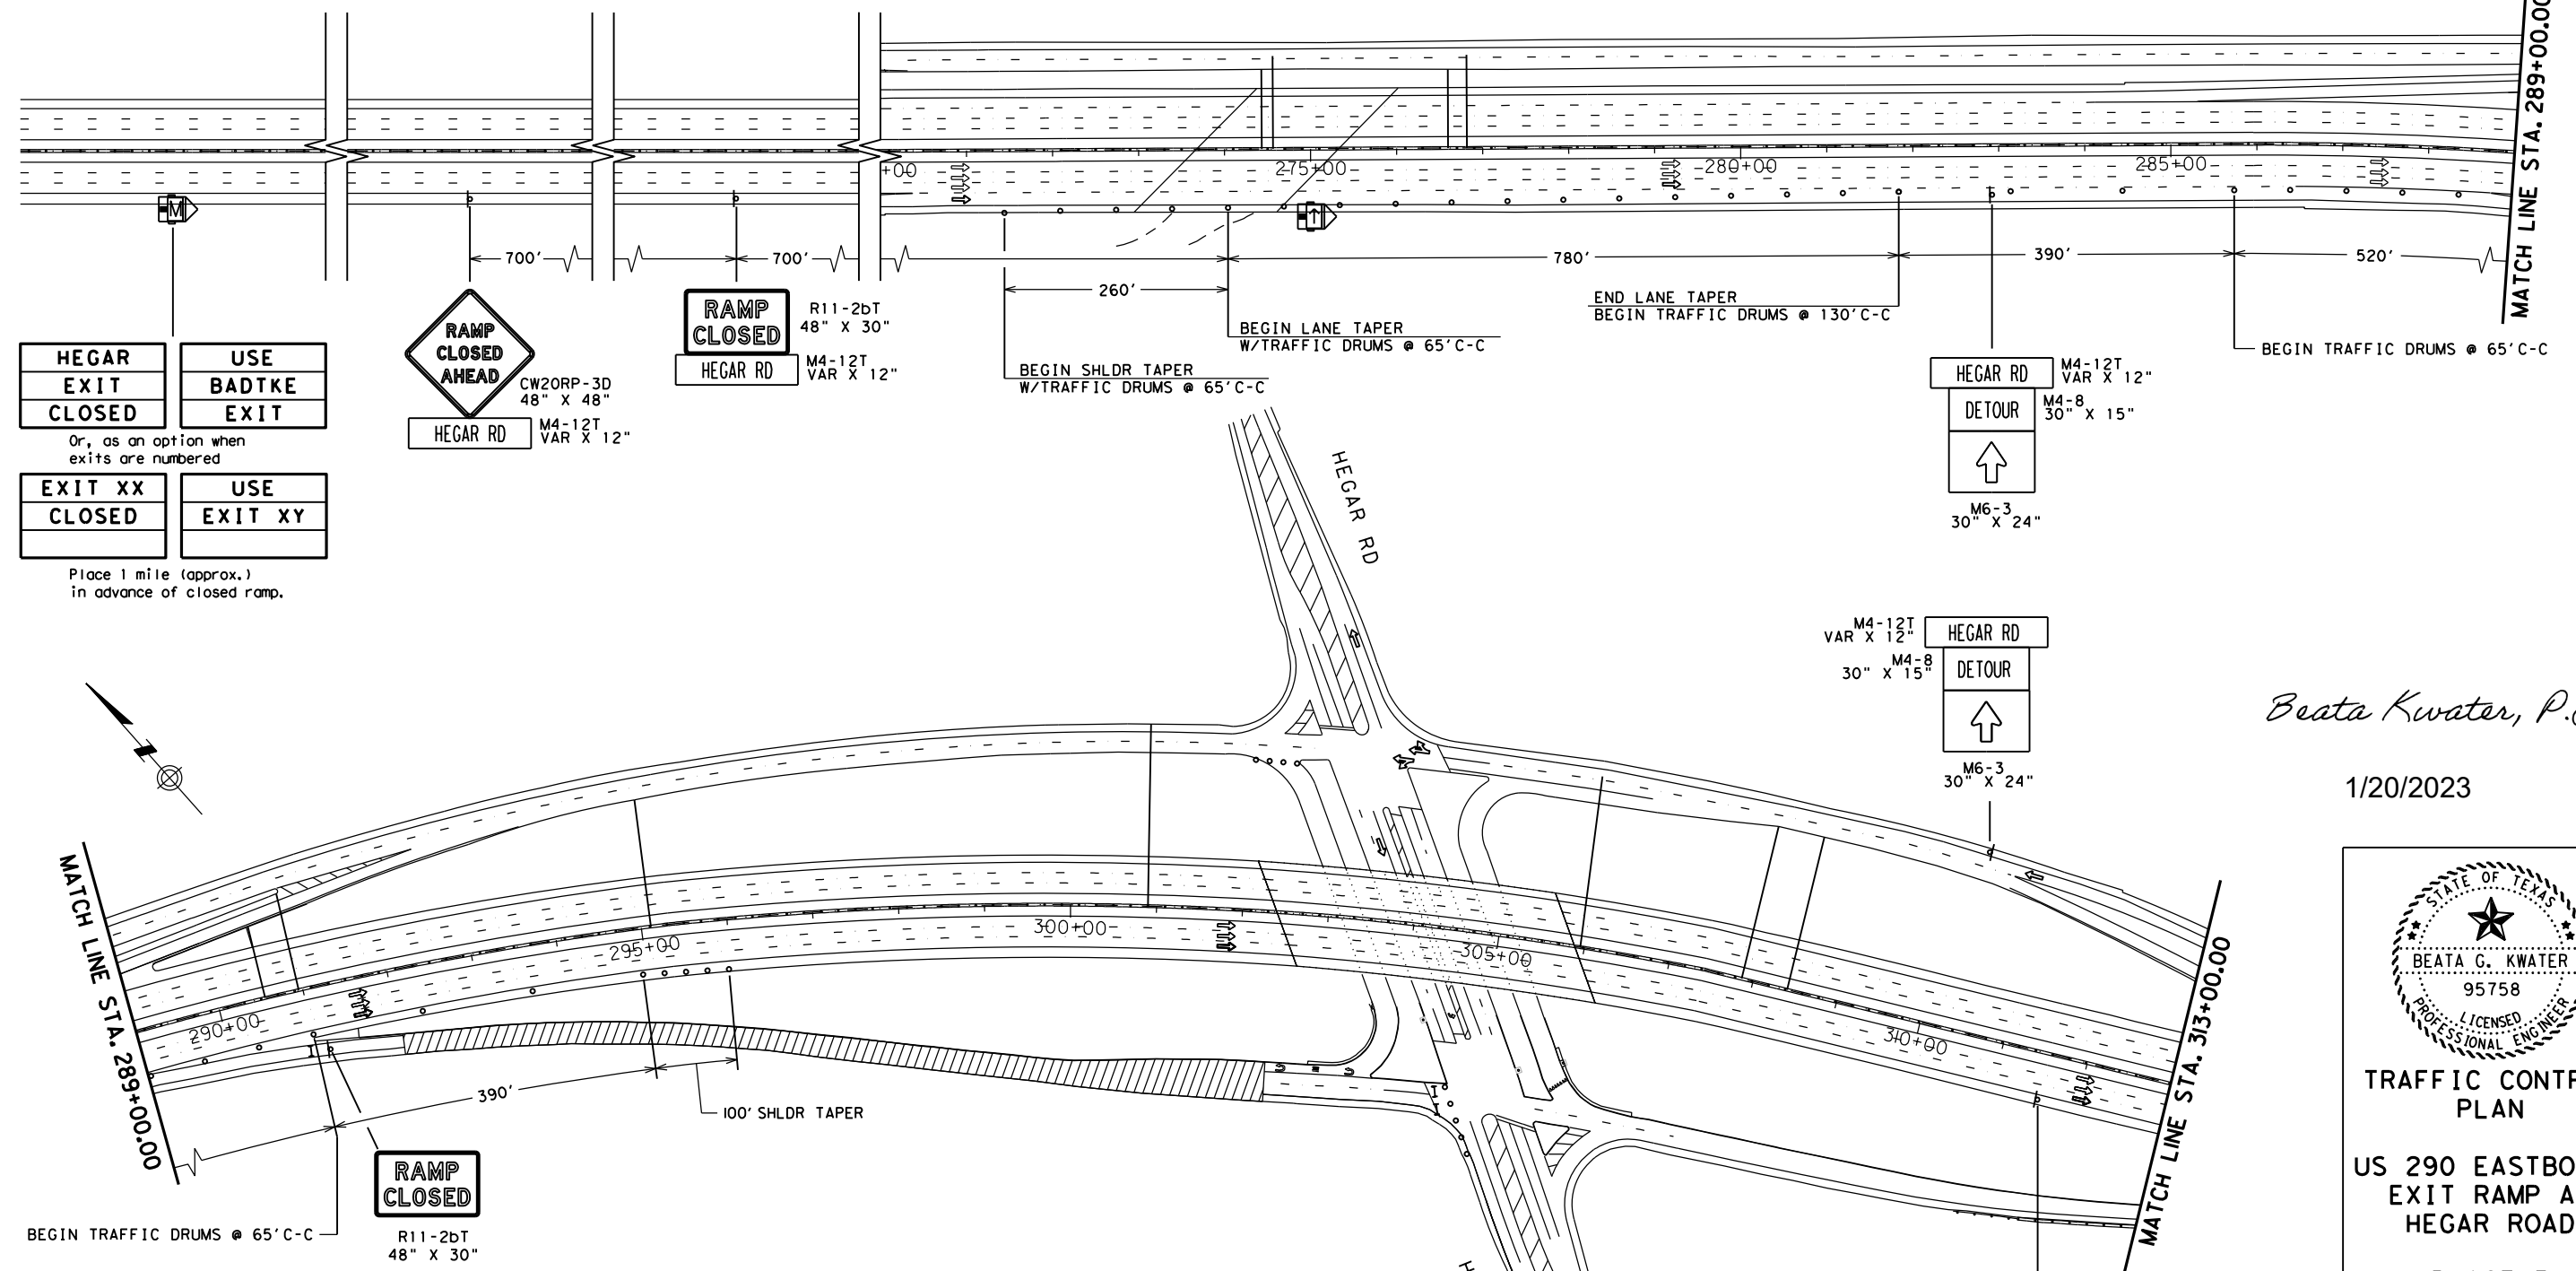 MATCH LINE STA. 289+00.00
+00
275+00
280+00
285+00
700'
700'
780'
390'
520'
260'
END LANE TAPER
BEGIN TRAFFIC DRUMS @ 130'C-C
BEGIN LANE TAPER
W/TRAFFIC DRUMS @ 65'C-C
BEGIN SHLDR TAPER
W/TRAFFIC DRUMS @ 65'C-C
BEGIN TRAFFIC DRUMS @ 65'C-C
M
HEGAR
EXIT
CLOSED
USE
BADTKE
EXIT
Or, as an option when
exits are numbered
EXIT XX
CLOSED
USE
EXIT XY
Place 1 mile (approx.)
in advance of closed ramp.
RAMP
CLOSED
AHEAD
CW20RP-3D
48" X 48"
HEGAR RD
M4-12T
VAR X 12"
RAMP
CLOSED
R11-2bT
48" X 30"
HEGAR RD
M4-12T
VAR X 12"
HEGAR RD
M4-12T
VAR X 12"
DETOUR
M4-8
30" X 15"
M6-3
30" X 24"
HEGAR RD
M4-12T
VAR X 12"
HEGAR RD
M4-8
30" X 15"
DETOUR
M6-3
30" X 24"
Beata Kwater, P.
1/20/2023
MATCH LINE STA. 289+00.00
290+00
295+00
300+00
305+00
310+00
MATCH LINE STA. 313+00.00
390'
100' SHLDR TAPER
RAMP
CLOSED
R11-2bT
48" X 30"
BEGIN TRAFFIC DRUMS @ 65'C-C
H
STATE OF TEXAS
BEATA G. KWATER
95758
LICENSED
PROFESSIONAL ENGINEER
TRAFFIC CONTR
PLAN
US 290 EASTBO
EXIT RAMP A
HEGAR ROAD